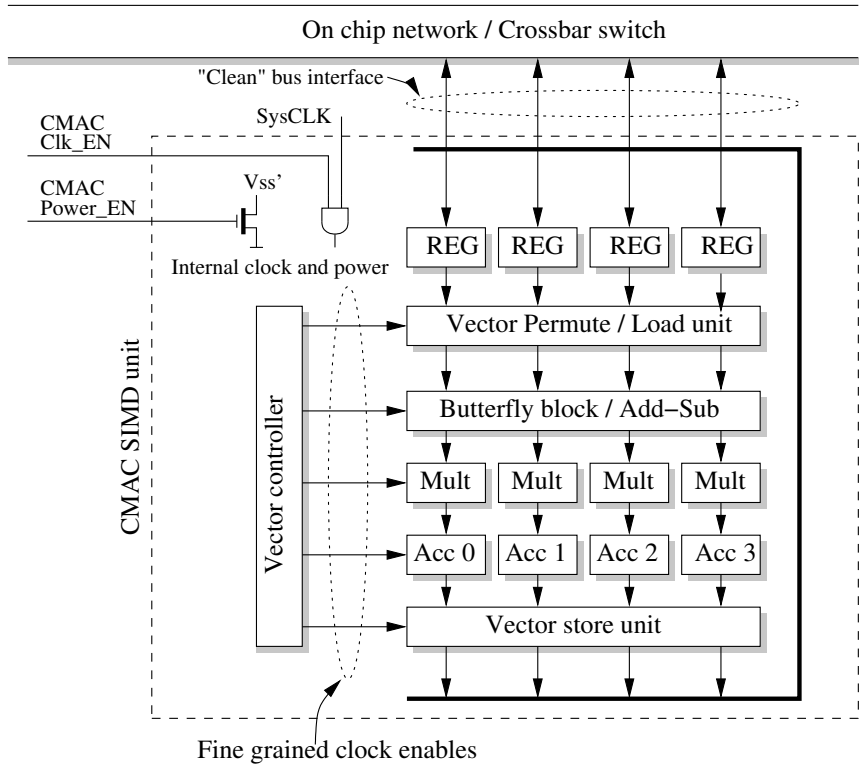 On chip network / Crossbar switch
"Clean" bus interface
SysCLK
CMAC
Clk_EN
CMAC
Power_EN
Vss’
Internal clock and power
REG REG REG REG
Vector Permute / Load unit
Butterfly block / Add−Sub
Mult Mult Mult Mult
Acc 0 Acc 1 Acc 2 Acc 3
Vector store unit
Vector controller
CMAC SIMD unit
Fine grained clock enables